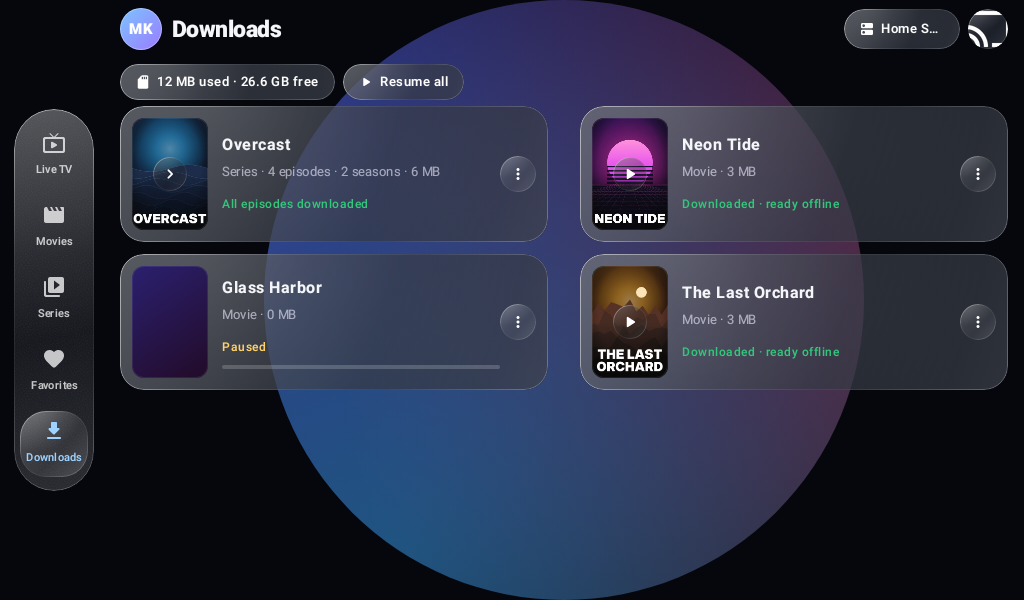 MK
Downloads
Home S...
12 MB used · 26.6 GB free
Resume all
Live TV
Movies
Series
Favorites
Downloads
OVERCAST
Overcast
Series · 4 episodes · 2 seasons · 6 MB
All episodes downloaded
NEON TIDE
Neon Tide
Movie · 3 MB
Downloaded · ready offline
Glass Harbor
Movie · 0 MB
Paused
THE LAST
ORCHARD
The Last Orchard
Movie · 3 MB
Downloaded · ready offline